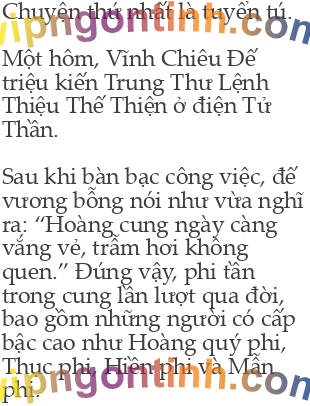 Chuyện thứ nhất là tuyển tú.
vipngontinh.com
Một hôm, Vĩnh Chiêu Đế
triệu kiến Trung Thư Lệnh
Thiệu Thế Thiện ở điện Tử
Thần.
Sau khi bàn bạc công việc, đế
vương bỗng nói như vừa nghĩ
ra: “Hoàng cung ngày càng
vắng vẻ, trẫm hơi không
quen.” Đúng vậy, phi tần
trong cung lần lượt qua đời,
bao gồm những người có cấp
bậc cao như Hoàng quý phi,
Thục phi, Hiền phi và Mẫn
vipngontinh.com
phi.